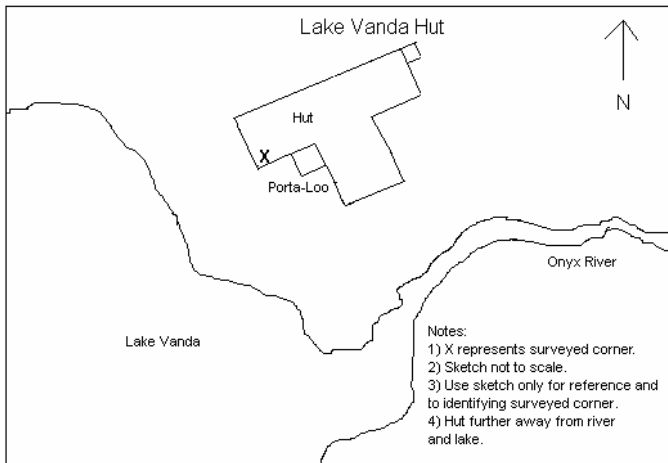 Lake Vanda Hut
N
Hut
X
Porta-Loo
Onyx River
Lake Vanda
Notes:
1) X represents surveyed corner.
2) Sketch not to scale.
3) Use sketch only for reference and
to identifying surveyed corner.
4) Hut further away from river
and lake.